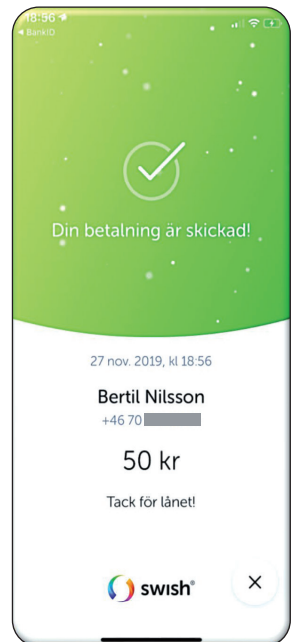 18:56
◀ BankID
Din betalning är skickad!
27 nov. 2019, kl 18:56
Bertil Nilsson
+46 70
50 kr
Tack för lånet!
swish®